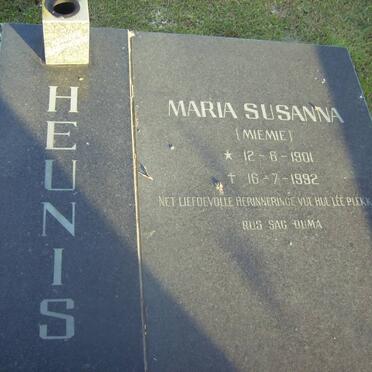 HEUNIS
MARIA SUSANNA
(MIEMIE)
★ 12-6-1901
✝ 16-7-1992
NET LIEFDEVOLLE HERINNERINGE VUL HUL LEË PLEKKE
RUS SAG OUMA